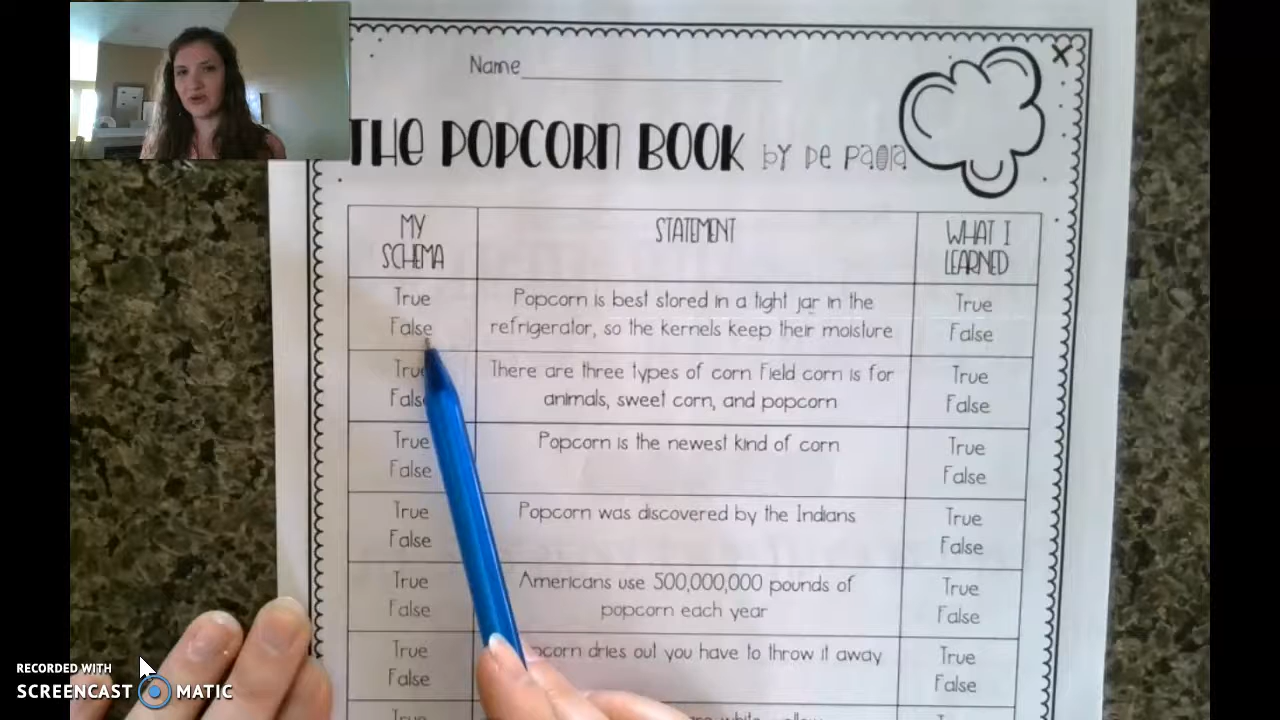 Name
THE POPCORN BOOK by De Paola
MY
SCHEMA
STATEMENT
WHAT I
LEARNED
True
False
Popcorn is best stored in a tight jar in the
refrigerator, so the kernels keep their moisture
True
False
True
There are three types of corn Field corn is for
animals, sweet corn, and popcorn
True
False
True
False
Popcorn is the newest kind of corn
True
False
True
False
Popcorn was discovered by the Indians
True
False
True
False
Americans use 500,000,000 pounds of
popcorn each year
True
False
True
False
dries out you have to throw it away
True
False
RECORDED WITH
SCREENCAST MATIC